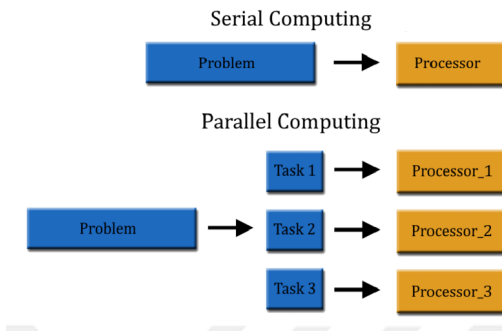 Serial Computing
Problem
Processor
Parallel Computing
Task 1
Processor_1
Problem
Task 2
Processor_2
Task 3
Processor_3